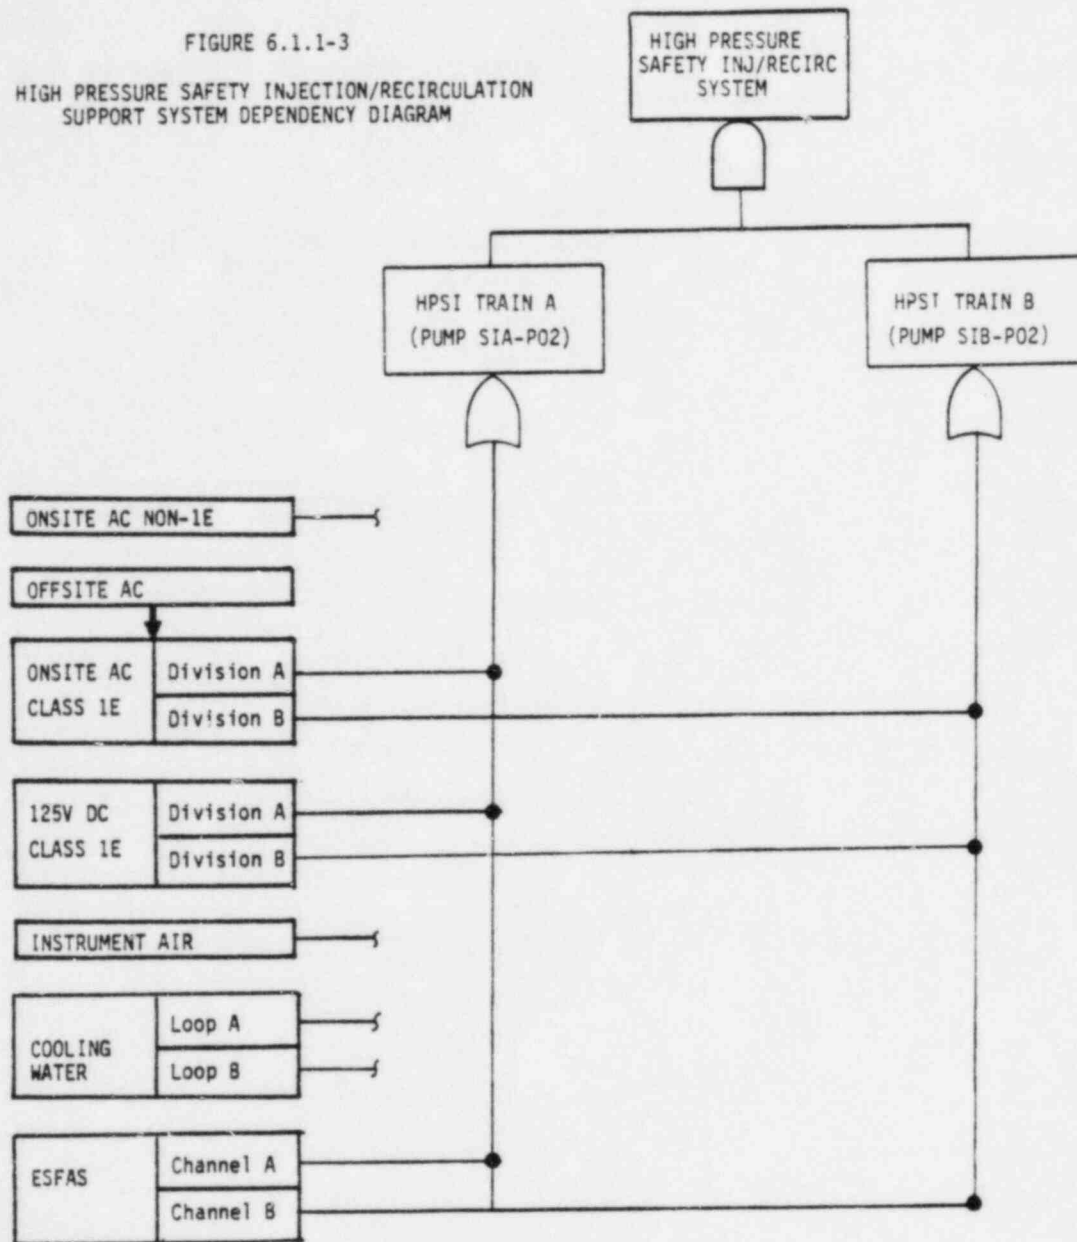 FIGURE 6.1.1-3
HIGH PRESSURE SAFETY INJECTION/RECIRCULATION
SUPPORT SYSTEM DEPENDENCY DIAGRAM
HIGH PRESSURE
SAFETY INJ/RECIRC
SYSTEM
HPSI TRAIN A
(PUMP SIA-P02)
HPSI TRAIN B
(PUMP SIB-P02)
ONSITE AC NON-1E
OFFSITE AC
ONSITE AC
CLASS 1E
Division A
Division B
125V DC
CLASS 1E
Division A
Division B
INSTRUMENT AIR
COOLING
WATER
Loop A
Loop B
ESFAS
Channel A
Channel B